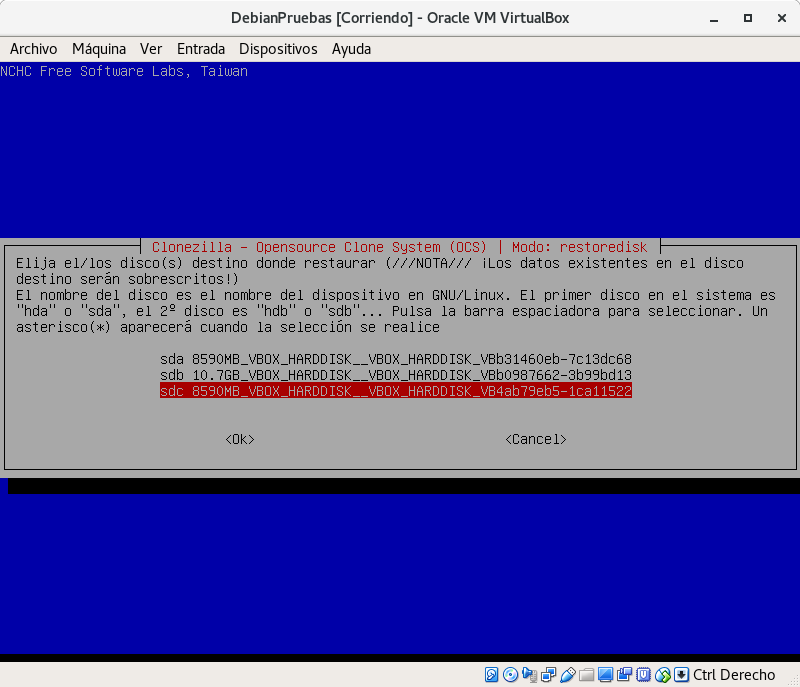 DebianPruebas [Corriendo] - Oracle VM VirtualBox
Archivo Máquina Ver Entrada Dispositivos Ayuda
NCHC Free Software Labs, Taiwan
Clonezilla - Opensource Clone System (OCS) | Modo: restoredisk
Elija el/los disco(s) destino donde restaurar (///NOTA/// ¡Los datos existentes en el disco
destino serán sobrescritos!)
El nombre del disco es el nombre del dispositivo en GNU/Linux. El primer disco en el sistema es
"hda" o "sda", el 2º disco es "hdb" o "sdb"... Pulsa la barra espaciadora para seleccionar. Un
asterisco(*) aparecerá cuando la selección se realice
sda 8590MB_VBOX_HARDDISK__VBOX_HARDDISK_VBb31460eb-7c13dc68
sdb 10.7GB_VBOX_HARDDISK__VBOX_HARDDISK_VBb0987662-3b99bd13
sdc 8590MB_VBOX_HARDDISK__VBOX_HARDDISK_VB4ab79eb5-1ca11522
<Ok> <Cancel>
Ctrl Derecho